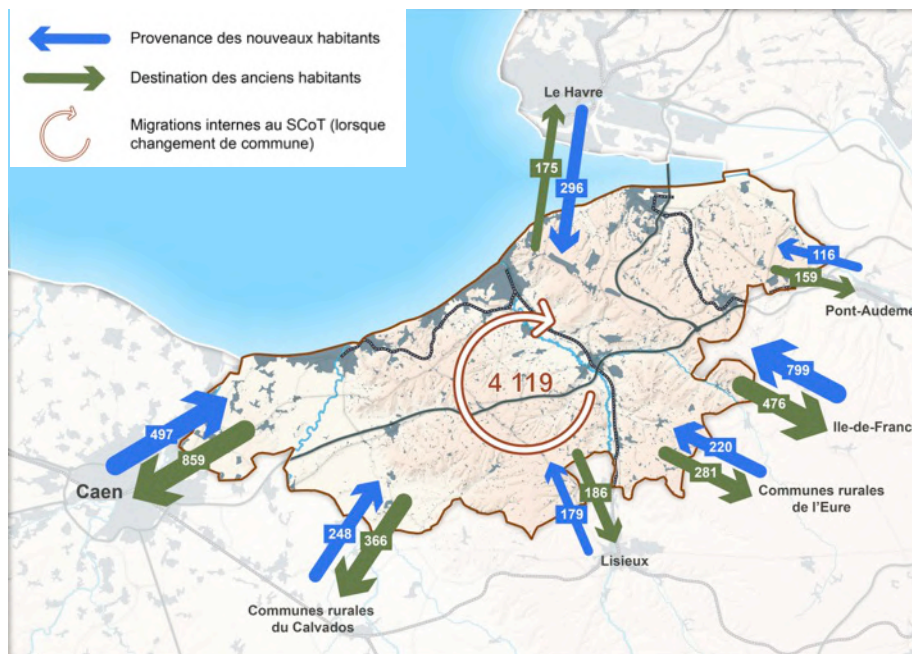 Provenance des nouveaux habitants
Destination des anciens habitants
Migrations internes au SCoT (lorsque
changement de commune)
Le Havre
175
296
116
159
Pont-Audeme
799
476
Ile-de-Franc
4 119
497
859
Caen
220
281
Communes rurales
de l'Eure
186
179
Lisieux
248
366
Communes rurales
du Calvados